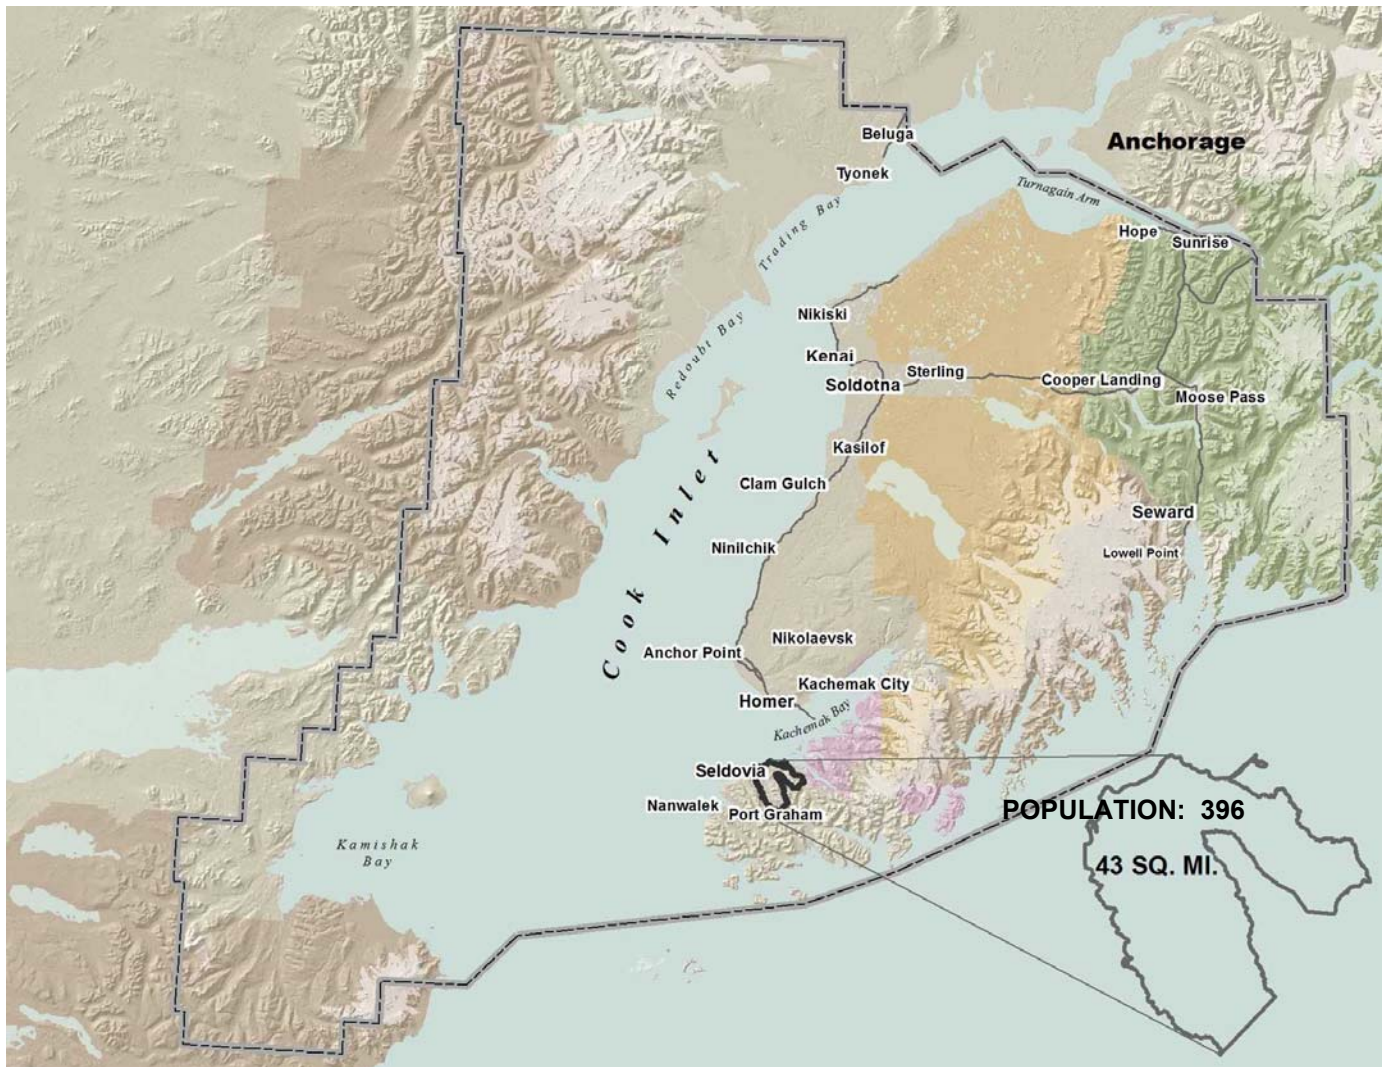 Beluga
Anchorage
Tyonek
Turnagain Arm
Trading Bay
Hope
Sunrise
Nikiski
Redoubt Bay
Kenai
Sterling
Soldotna
Cooper Landing
Moose Pass
Kasilof
Cook Inlet
Clam Gulch
Seward
Ninilchik
Lowell Point
Nikolaevsk
Anchor Point
Kachemak City
Homer
Kachemak Bay
Seldovia
Nanwalek
Port Graham
POPULATION: 396
Kamishak
Bay
43 SQ. MI.